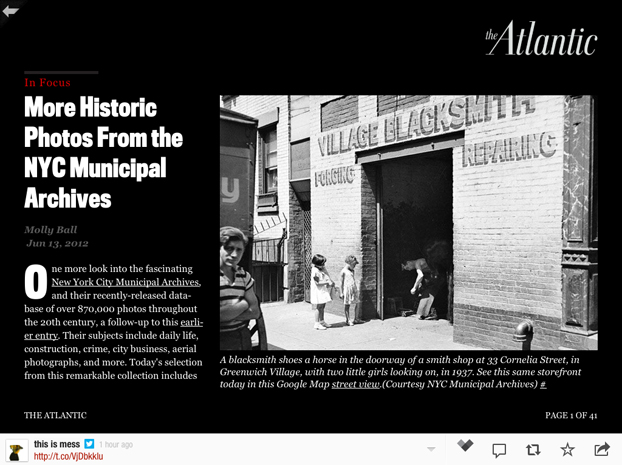 the Atlantic
In Focus
More Historic
Photos From the
NYC Municipal
Archives
Molly Ball
Jun 13, 2012
One more look into the fascinating
New York City Municipal Archives,
and their recently-released data-
base of over 870,000 photos throughout
the 20th century, a follow-up to this earli-
er entry. Their subjects include daily life,
construction, crime, city business, aerial
photographs, and more. Today's selection
from this remarkable collection includes
VILLAGE BLACKSMITH
FORGING
REPAIRING
y
A blacksmith shoes a horse in the doorway of a smith shop at 33 Cornelia Street, in
Greenwich Village, with two little girls looking on, in 1937. See this same storefront
today in this Google Map street view.(Courtesy NYC Municipal Archives) #
THE ATLANTIC
PAGE 1 OF 41
this is mess 1 hour ago
http://t.co/VjDbkklu